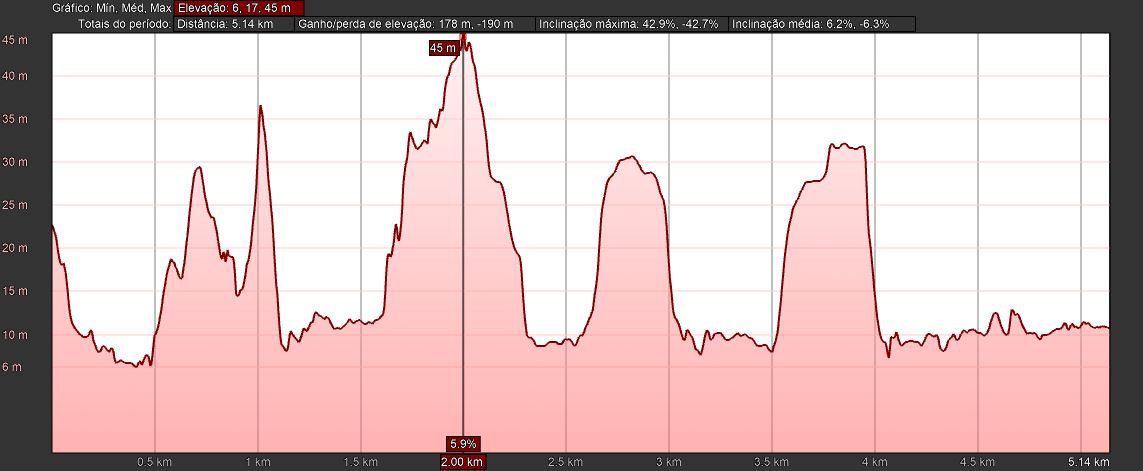 Gráfico: Mín, Méd, Max Elevação: 6, 17, 45 m
Totais do período: Distância: 5.14 km Ganho/perda de elevação: 178 m, -190 m Inclinação máxima: 42.9%, -42.7% Inclinação média: 6.2%, -6.3%
45 m
45 m
40 m
35 m
30 m
25 m
20 m
15 m
10 m
6 m
5.9%
0.5 km 1 km 1.5 km 2.00 km 2.5 km 3 km 3.5 km 4 km 4.5 km 5.14 km